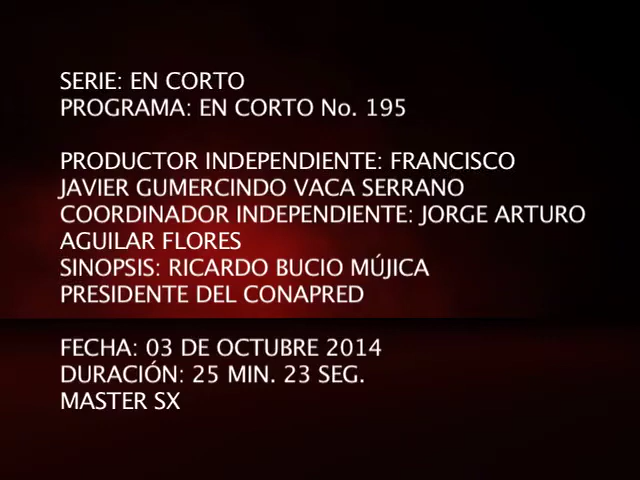 SERIE: EN CORTO
PROGRAMA: EN CORTO No. 195
PRODUCTOR INDEPENDIENTE: FRANCISCO
JAVIER GUMERCINDO VACA SERRANO
COORDINADOR INDEPENDIENTE: JORGE ARTURO
AGUILAR FLORES
SINOPSIS: RICARDO BUCIO MÚJICA
PRESIDENTE DEL CONAPRED
FECHA: 03 DE OCTUBRE 2014
DURACIÓN: 25 MIN. 23 SEG.
MASTER SX